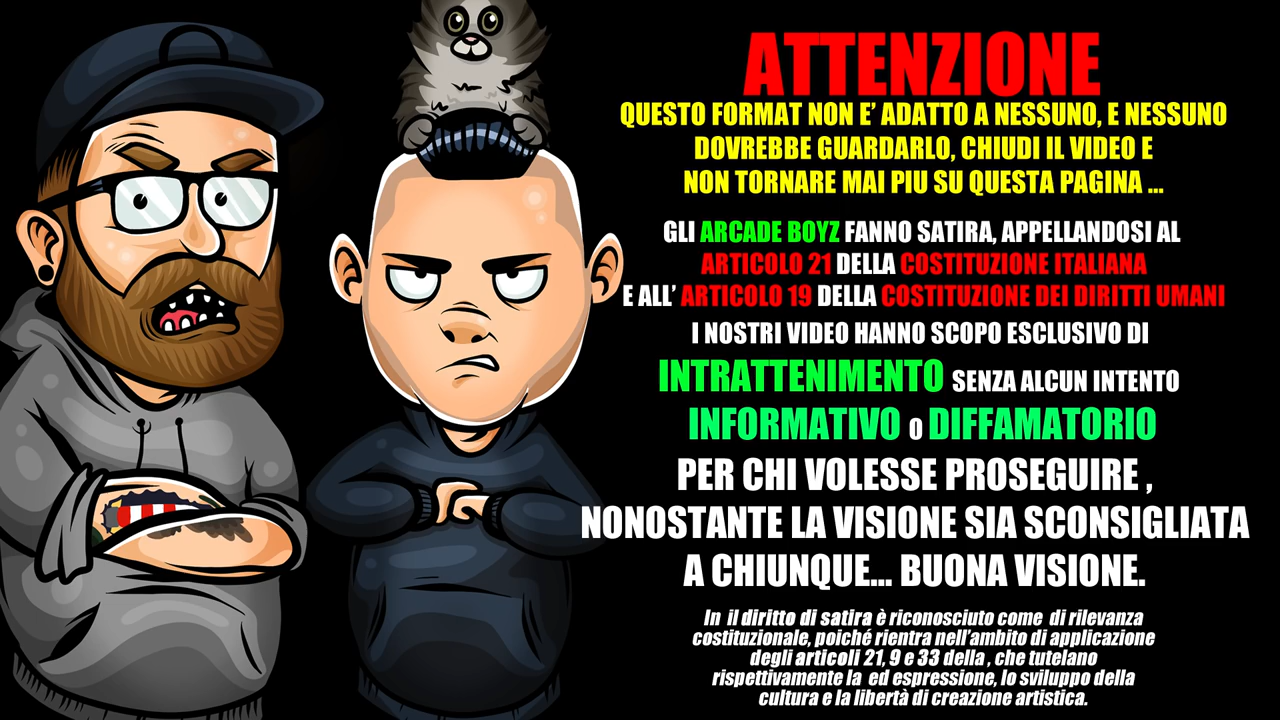 ATTENZIONE
QUESTO FORMAT NON E' ADATTO A NESSUNO, E NESSUNO
DOVREBBE GUARDARLO, CHIUDI IL VIDEO E
NON TORNARE MAI PIU SU QUESTA PAGINA ...
GLI ARCADE BOYZ FANNO SATIRA, APPELLANDOSI AL
ARTICOLO 21 DELLA COSTITUZIONE ITALIANA
E ALL' ARTICOLO 19 DELLA COSTITUZIONE DEI DIRITTI UMANI
I NOSTRI VIDEO HANNO SCOPO ESCLUSIVO DI
INTRATTENIMENTO SENZA ALCUN INTENTO
INFORMATIVO O DIFFAMATORIO
PER CHI VOLESSE PROSEGUIRE ,
NONOSTANTE LA VISIONE SIA SCONSIGLIATA
A CHIUNQUE... BUONA VISIONE.
In il diritto di satira è riconosciuto come di rilevanza
costituzionale, poiché rientra nell'ambito di applicazione
degli articoli 21, 9 e 33 della , che tutelano
rispettivamente la ed espressione, lo sviluppo della
cultura e la libertà di creazione artistica.